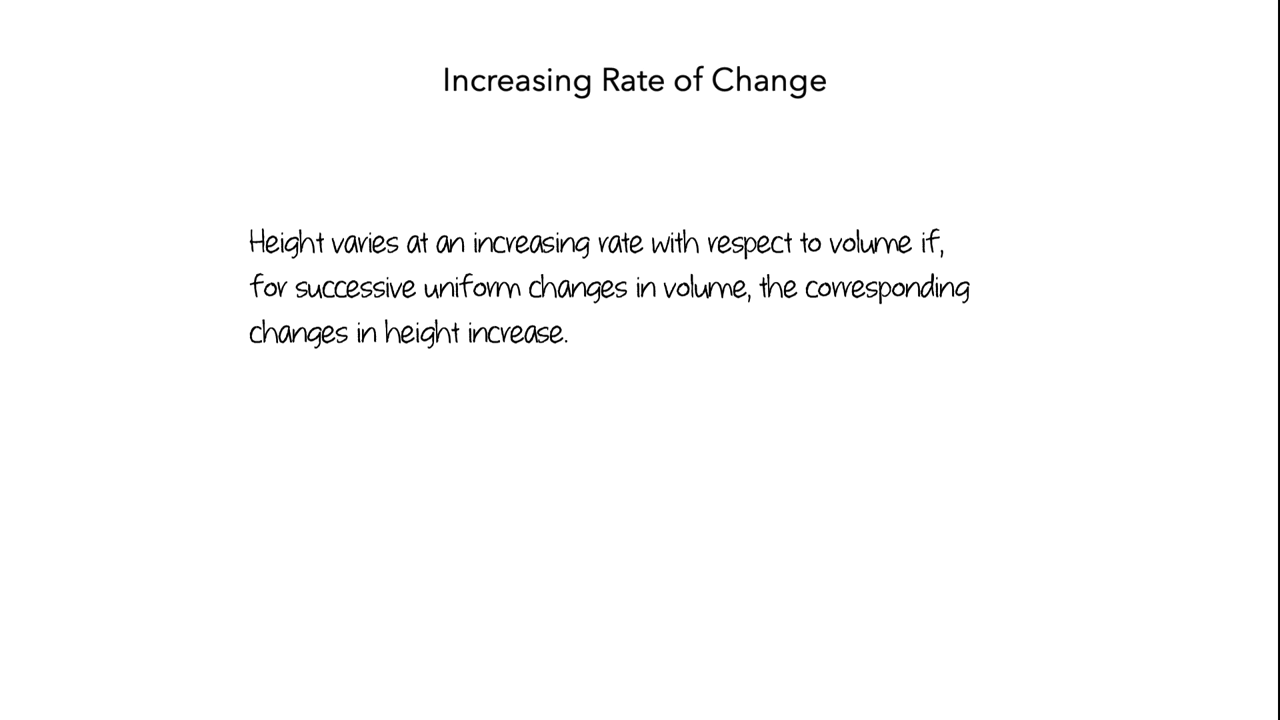 Increasing Rate of Change
Height varies at an increasing rate with respect to volume if,
for successive uniform changes in volume, the corresponding
changes in height increase.